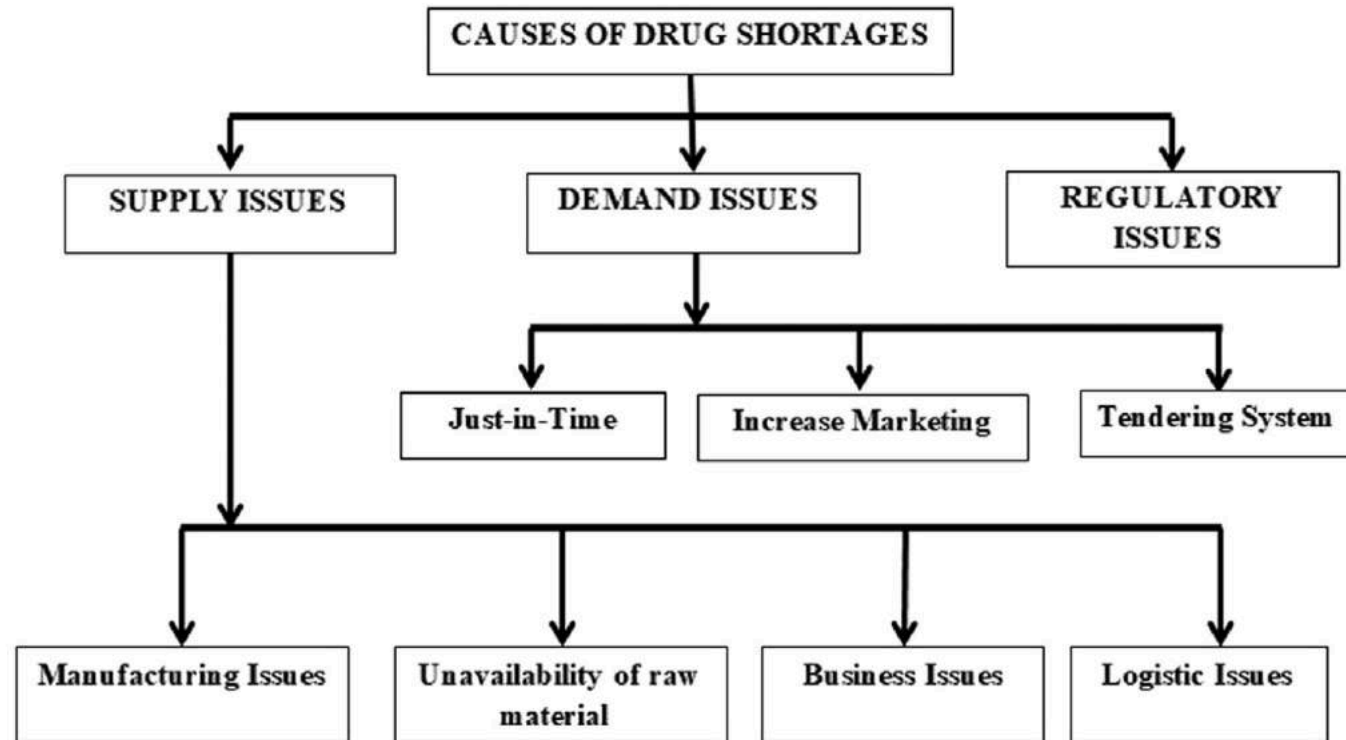 CAUSES OF DRUG SHORTAGES
SUPPLY ISSUES
DEMAND ISSUES
REGULATORY
ISSUES
Just-in-Time
Increase Marketing
Tendering System
Manufacturing Issues
Unavailability of raw
material
Business Issues
Logistic Issues